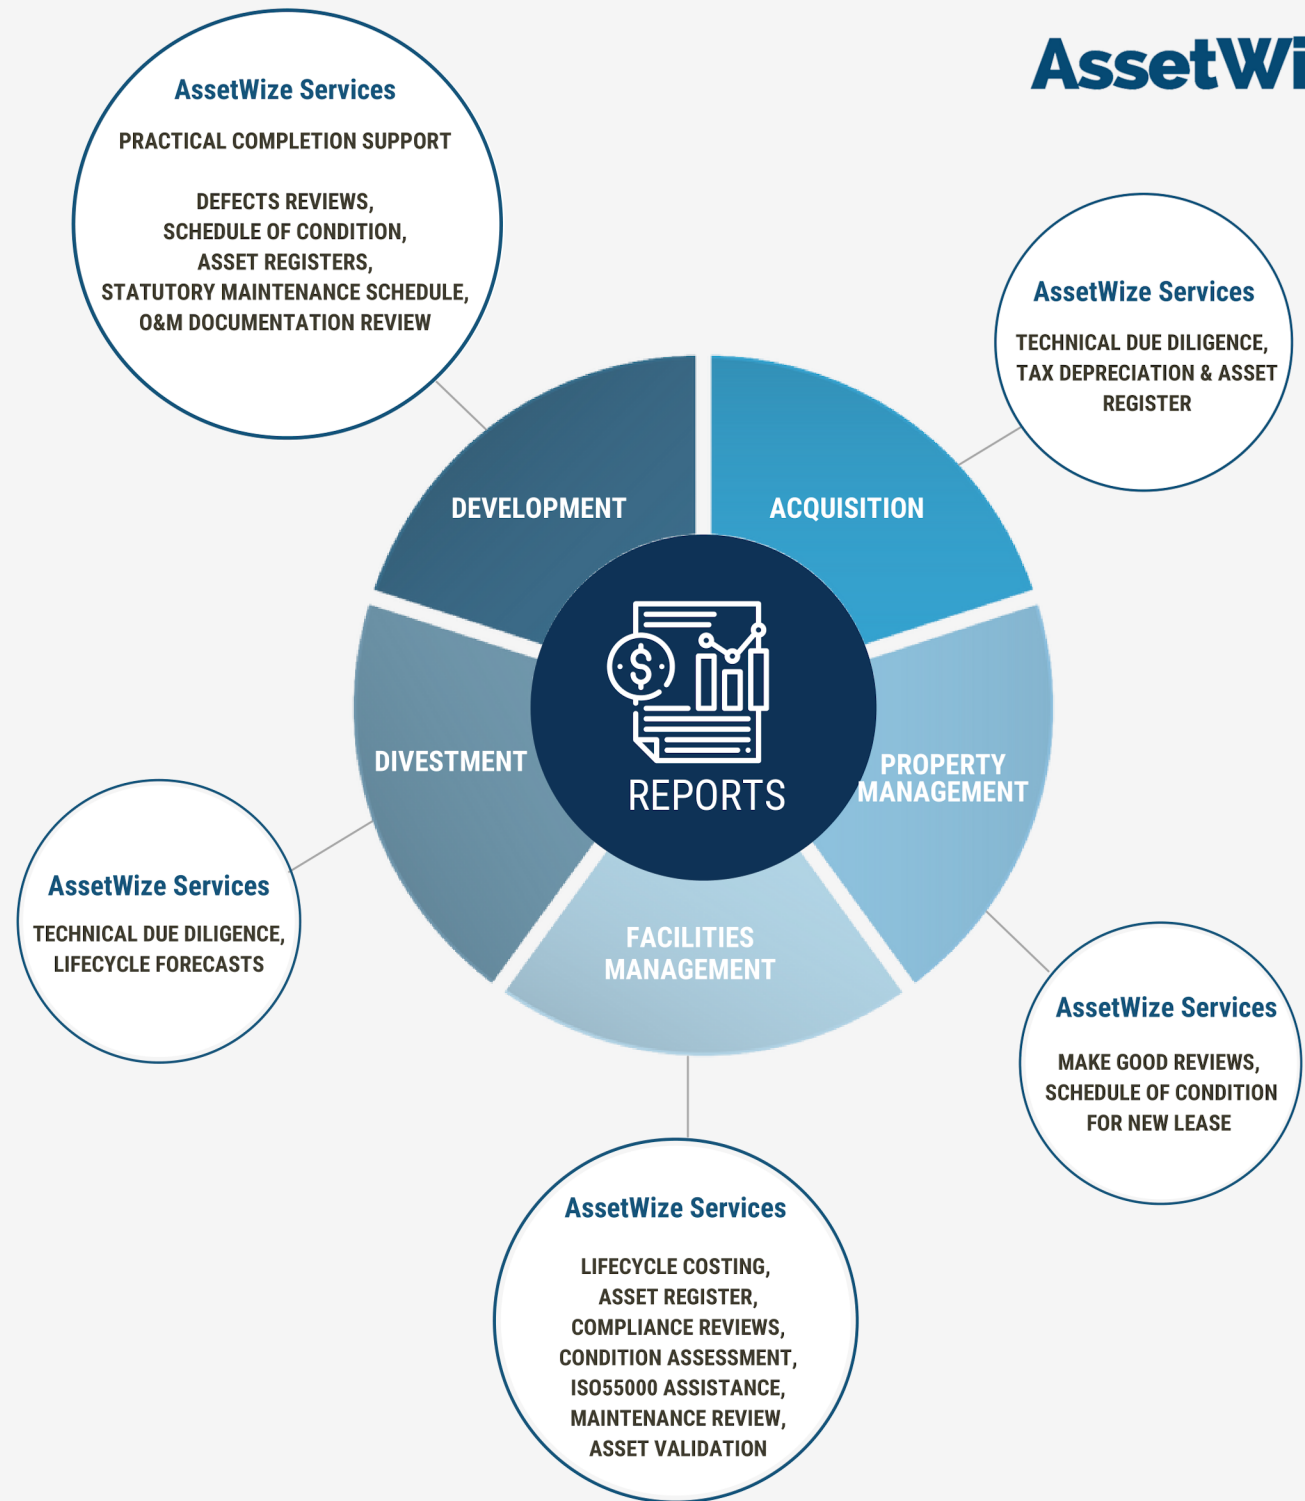 AssetWi
AssetWize Services
PRACTICAL COMPLETION SUPPORT
DEFECTS REVIEWS,
SCHEDULE OF CONDITION,
ASSET REGISTERS,
STATUTORY MAINTENANCE SCHEDULE,
O&M DOCUMENTATION REVIEW
AssetWize Services
TECHNICAL DUE DILIGENCE,
TAX DEPRECIATION & ASSET
REGISTER
DEVELOPMENT
ACQUISITION
DIVESTMENT
PROPERTY
MANAGEMENT
$
REPORTS
FACILITIES
MANAGEMENT
AssetWize Services
TECHNICAL DUE DILIGENCE,
LIFECYCLE FORECASTS
AssetWize Services
MAKE GOOD REVIEWS,
SCHEDULE OF CONDITION
FOR NEW LEASE
AssetWize Services
LIFECYCLE COSTING,
ASSET REGISTER,
COMPLIANCE REVIEWS,
CONDITION ASSESSMENT,
ISO55000 ASSISTANCE,
MAINTENANCE REVIEW,
ASSET VALIDATION